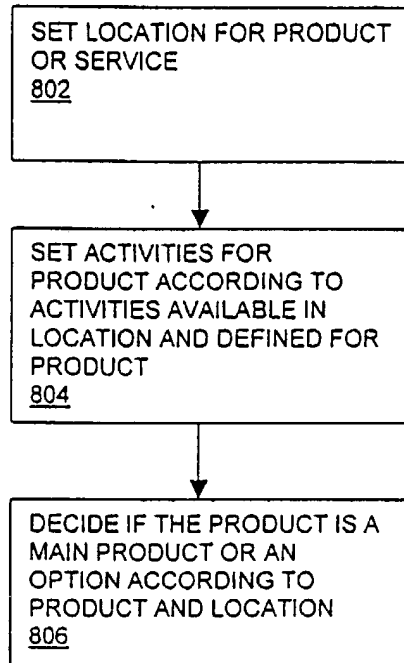 SET LOCATION FOR PRODUCT
OR SERVICE
802
SET ACTIVITIES FOR
PRODUCT ACCORDING TO
ACTIVITIES AVAILABLE IN
LOCATION AND DEFINED FOR
PRODUCT
804
DECIDE IF THE PRODUCT IS A
MAIN PRODUCT OR AN
OPTION ACCORDING TO
PRODUCT AND LOCATION
806